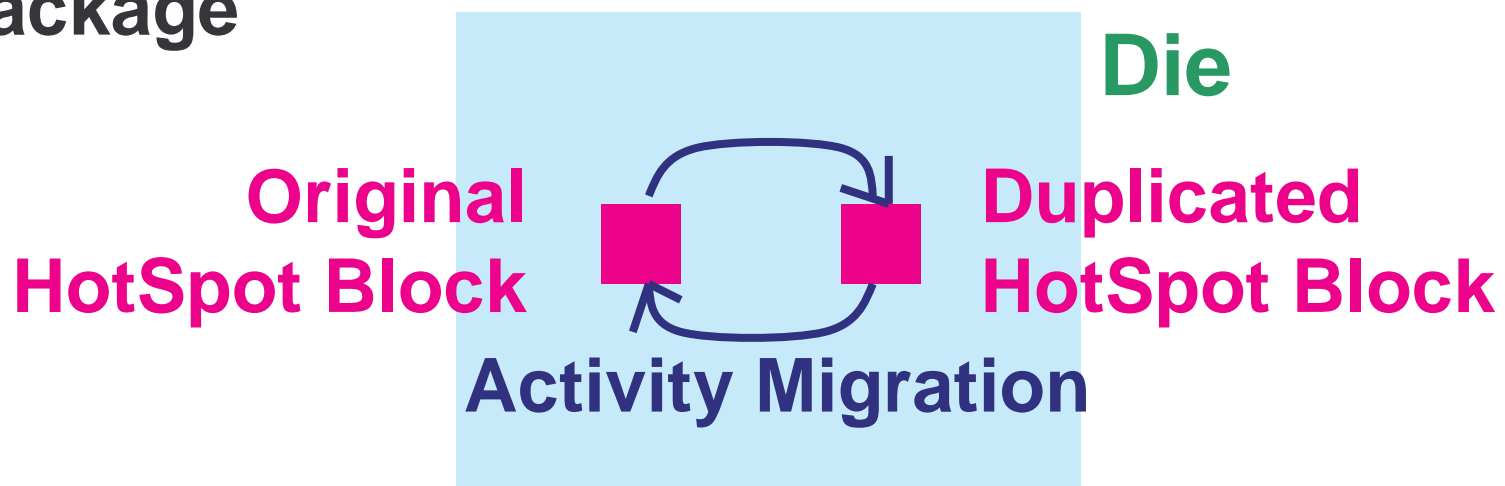 ackage
Die
Original
HotSpot Block
Duplicated
HotSpot Block
Activity Migration